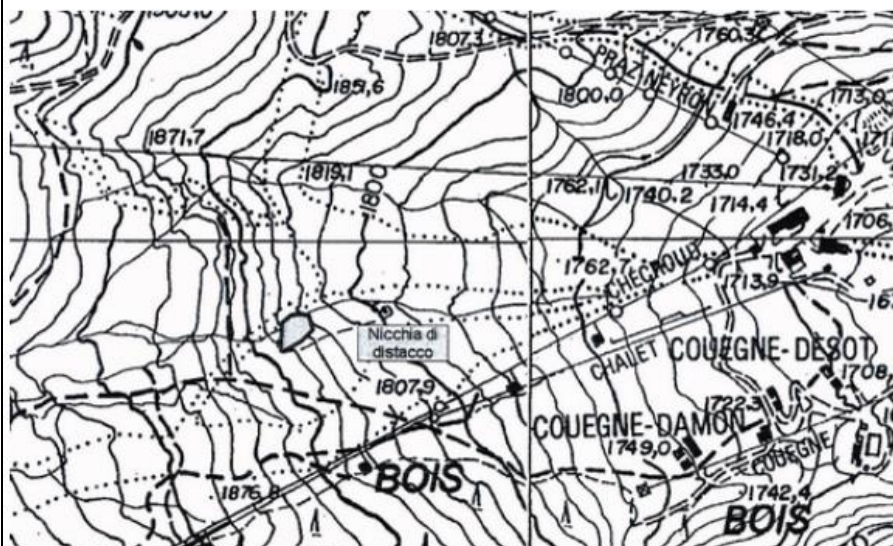 1807,3
1760,3
1851,6
PRAZ-NEYRON
1800,0
1713,0
1746,4
1871,7
1718,0
1819,1
1800
1733,0
1731,2
1762,1
1740,2
1714,4
1706
1762,7
CHECROUIT
1713,9
Nicchia di
distacco
CHALET
COUEGNE-DESOT
1807,9
1708,
1722,3
COUEGNE-DAMON
1749,0
COUEGNE
BOIS
1876,8
1742,4
BOIS